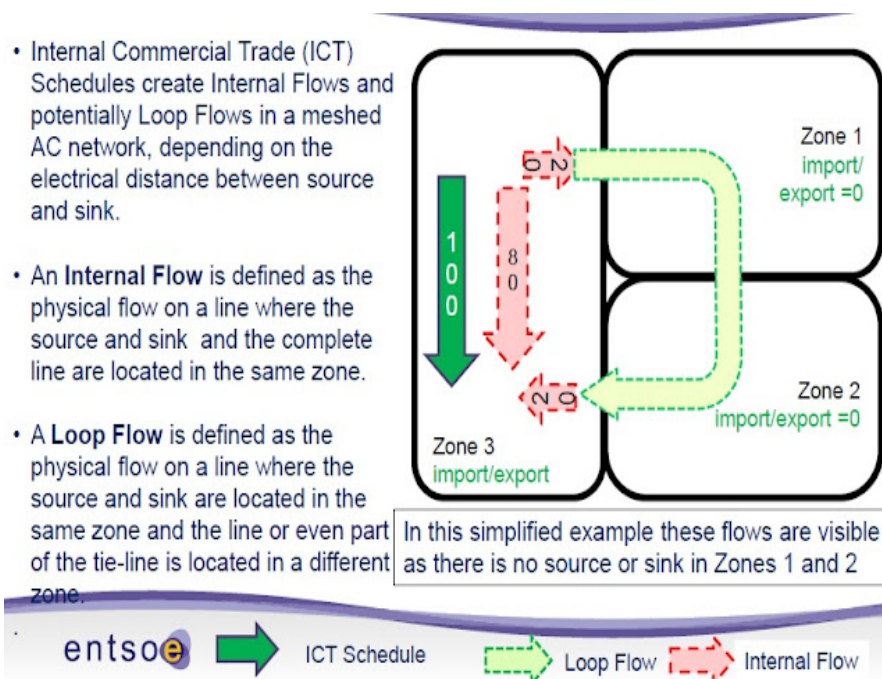 • Internal Commercial Trade (ICT)
Schedules create Internal Flows and
potentially Loop Flows in a meshed
AC network, depending on the
electrical distance between source
and sink.
• An Internal Flow is defined as the
physical flow on a line where the
source and sink and the complete
line are located in the same zone.
• A Loop Flow is defined as the
physical flow on a line where the
source and sink are located in the
same zone and the line or even part
of the tie-line is located in a different
zone.
.
20
Zone 1
import/
export =0
100
80
20
Zone 2
import/export =0
Zone 3
import/export
In this simplified example these flows are visible
as there is no source or sink in Zones 1 and 2
entsoe
ICT Schedule
Loop Flow
Internal Flow